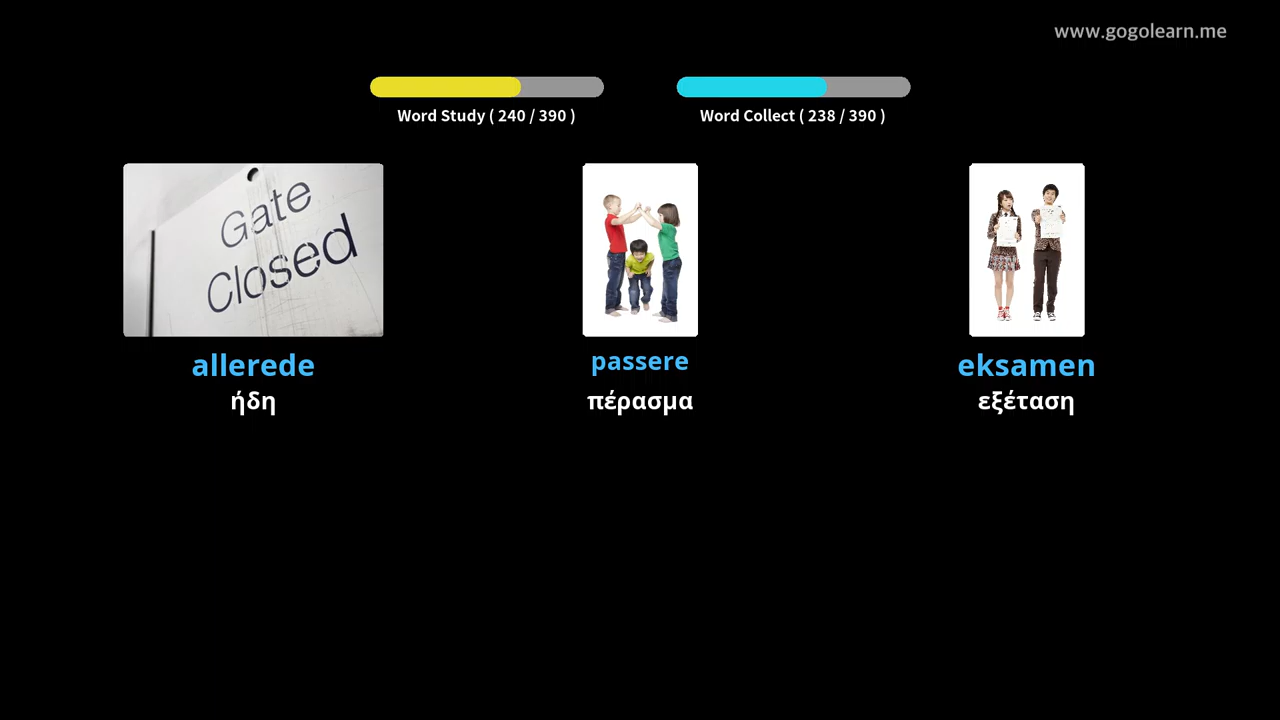 www.gogolearn.me
Word Study ( 240 / 390 )
Word Collect ( 238 / 390 )
Gate
Closed
allerede
ήδη
passere
πέρασμα
eksamen
εξέταση